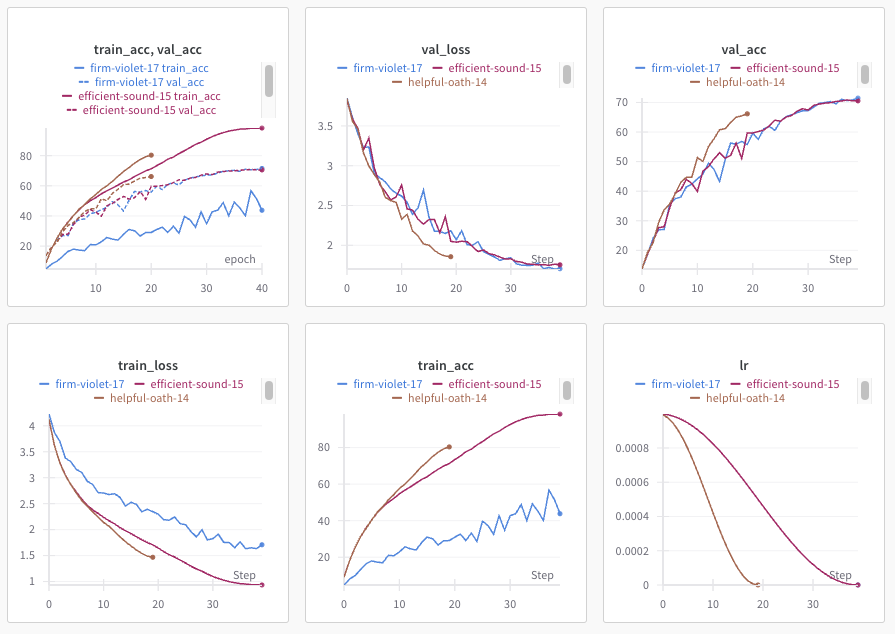 train_acc, val_acc
firm-violet-17 train_acc
firm-violet-17 val_acc
efficient-sound-15 train_acc
efficient-sound-15 val_acc
80
60
40
20
epoch
10 20 30 40
val_loss
firm-violet-17 efficient-sound-15
helpful-oath-14
3.5
3
2.5
2
Step
0 10 20 30
val_acc
firm-violet-17 efficient-sound-15
helpful-oath-14
70
60
50
40
30
20
Step
0 10 20 30
train_loss
firm-violet-17 efficient-sound-15
helpful-oath-14
4
3.5
3
2.5
2
1.5
1
Step
0 10 20 30
train_acc
firm-violet-17 efficient-sound-15
helpful-oath-14
80
60
40
20
Step
0 10 20 30
lr
firm-violet-17 efficient-sound-15
helpful-oath-14
0.0008
0.0006
0.0004
0.0002
0
Step
0 10 20 30